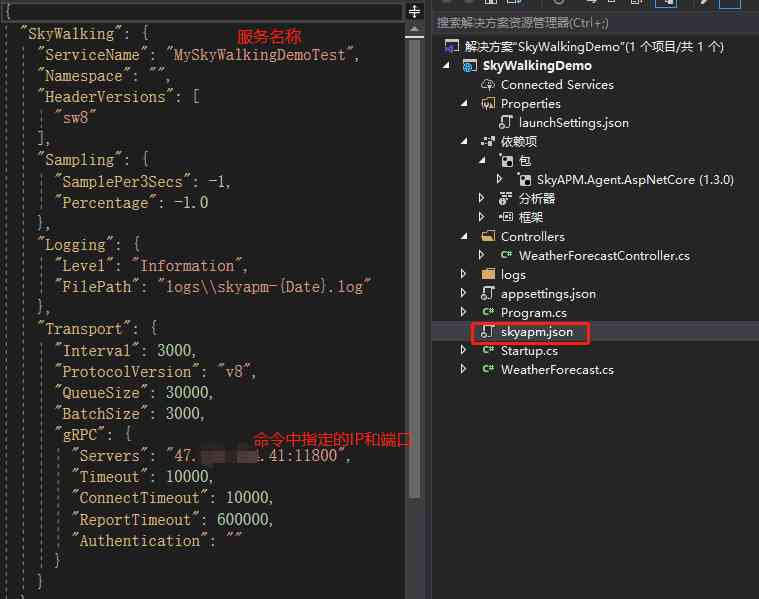 {
"SkyWalking": {
服务名称
"ServiceName": "MySkyWalkingDemoTest",
"Namespace": "",
"HeaderVersions": [
"sw8"
],
"Sampling": {
"SamplePer3Secs": -1,
"Percentage": -1.0
},
"Logging": {
"Level": "Information",
"FilePath": "logs\\skyapm-{Date}.log"
},
"Transport": {
"Interval": 3000,
"ProtocolVersion": "v8",
"QueueSize": 30000,
"BatchSize": 3000,
"gRPC": {
命令中指定的IP和端口
"Servers": "47. .41:11800",
"Timeout": 10000,
"ConnectTimeout": 10000,
"ReportTimeout": 600000,
"Authentication": ""
}
}
搜索解决方案资源管理器(Ctrl+;)
解决方案"SkyWalkingDemo"(1 个项目/共 1 个)
SkyWalkingDemo
Connected Services
Properties
launchSettings.json
依赖项
包
SkyAPM.Agent.AspNetCore (1.3.0)
分析器
框架
Controllers
C# WeatherForecastController.cs
logs
appsettings.json
C# Program.cs
skyapm.json
C# Startup.cs
C# WeatherForecast.cs